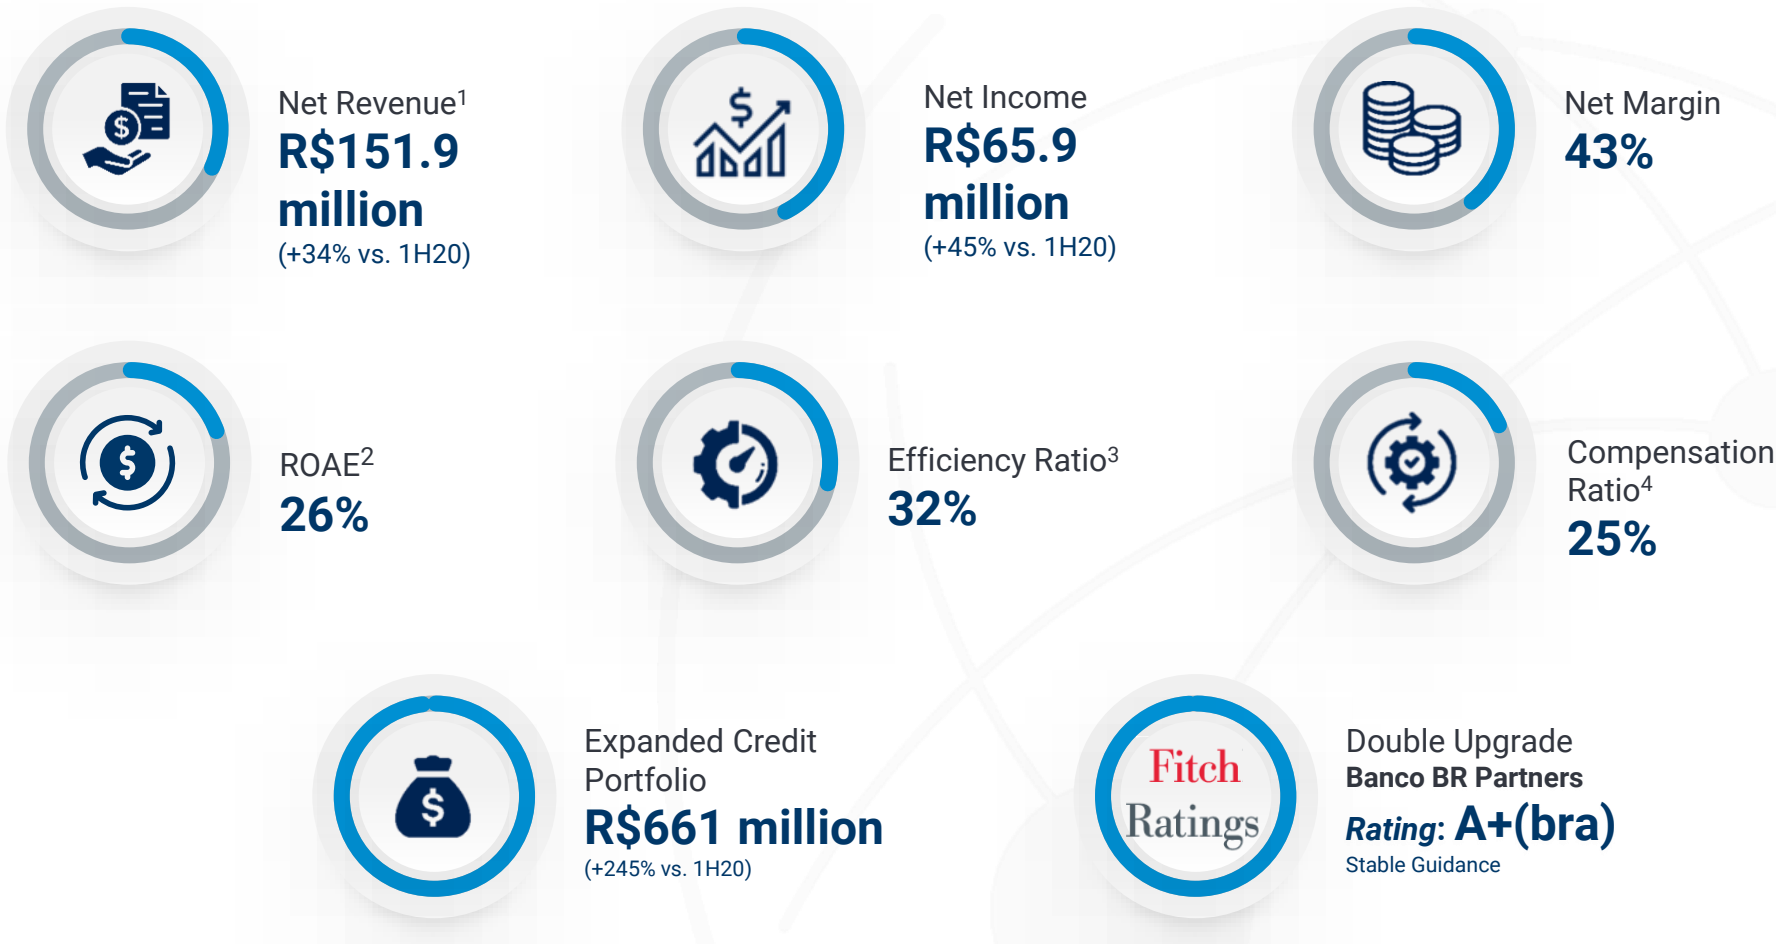 Net Revenue¹
R$151.9
million
(+34% vs. 1H20)
Net Income
R$65.9
million
(+45% vs. 1H20)
Net Margin
43%
ROAE²
26%
Efficiency Ratio³
32%
Compensation
Ratio⁴
25%
Expanded Credit
Portfolio
R$661 million
(+245% vs. 1H20)
Fitch
Ratings
Double Upgrade
Banco BR Partners
Rating: A+(bra)
Stable Guidance